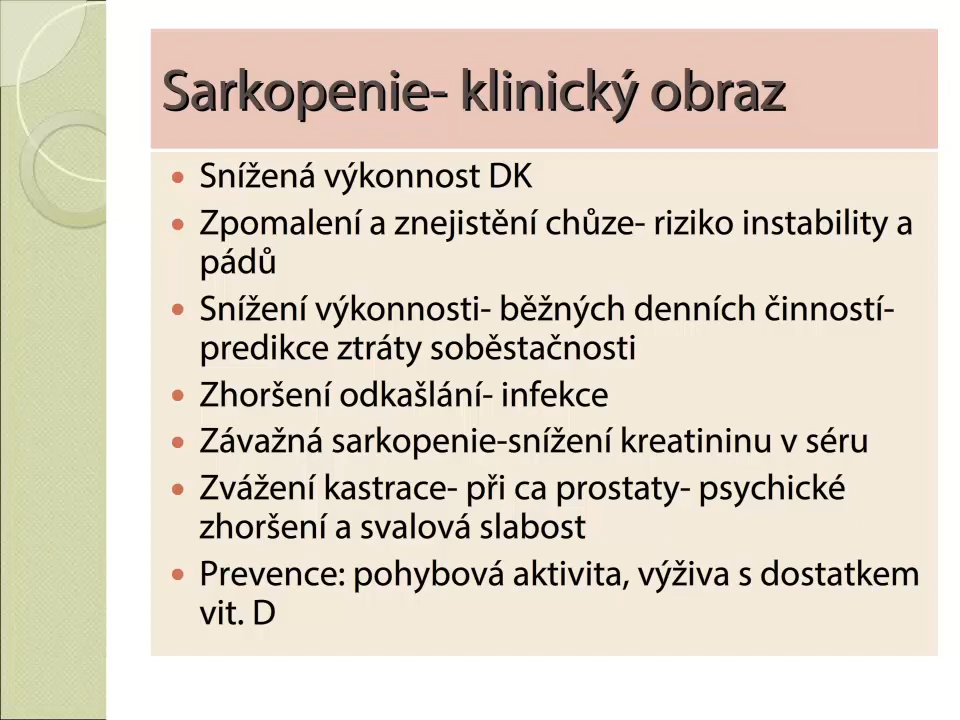 Sarkopenie- klinický obraz
• Snížená výkonnost DK
• Zpomalení a znejistění chůze- riziko instability a
pádů
• Snížení výkonnosti- běžných denních činností-
predikce ztráty soběstačnosti
• Zhoršení odkašlání- infekce
• Závažná sarkopenie-snížení kreatininu v séru
• Zvážení kastrace- při ca prostaty- psychické
zhoršení a svalová slabost
• Prevence: pohybová aktivita, výživa s dostatkem
vit. D